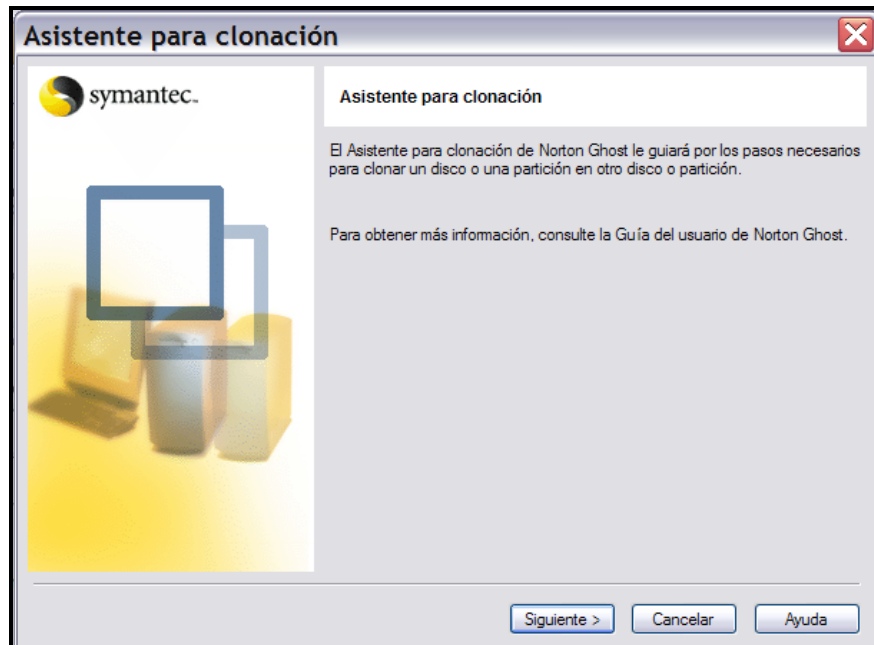 Asistente para clonación
symantec.
Asistente para clonación
El Asistente para clonación de Norton Ghost le guiará por los pasos necesarios
para clonar un disco o una partición en otro disco o partición.
Para obtener más información, consulte la Guía del usuario de Norton Ghost.
Siguiente >
Cancelar
Ayuda